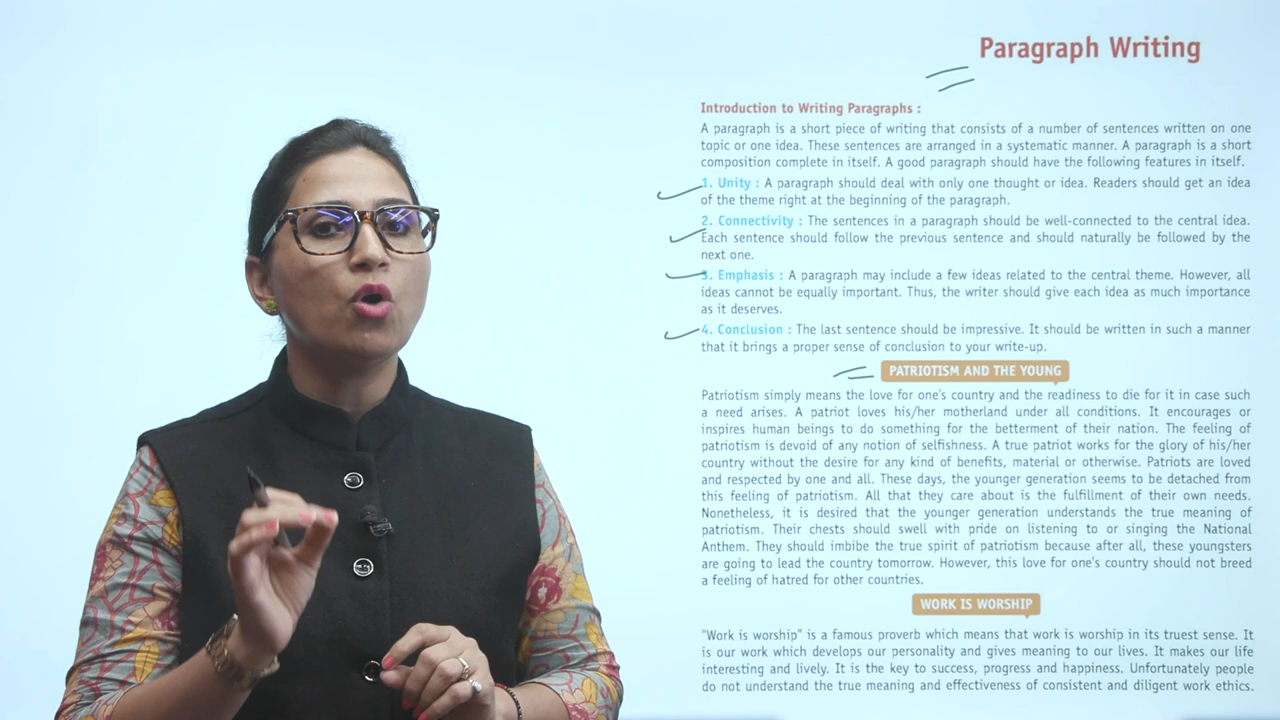 Paragraph Writing
Introduction to Writing Paragraphs :
A paragraph is a short piece of writing that consists of a number of sentences written on one
topic or one idea. These sentences are arranged in a systematic manner. A paragraph is a short
composition complete in itself. A good paragraph should have the following features in itself.
1. Unity : A paragraph should deal with only one thought or idea. Readers should get an idea
of the theme right at the beginning of the paragraph.
2. Connectivity : The sentences in a paragraph should be well-connected to the central idea.
Each sentence should follow the previous sentence and should naturally be followed by the
next one.
3. Emphasis : A paragraph may include a few ideas related to the central theme. However, all
ideas cannot be equally important. Thus, the writer should give each idea as much importance
as it deserves.
4. Conclusion : The last sentence should be impressive. It should be written in such a manner
that it brings a proper sense of conclusion to your write-up.
PATRIOTISM AND THE YOUNG
Patriotism simply means the love for one's country and the readiness to die for it in case such
a need arises. A patriot loves his/her motherland under all conditions. It encourages or
inspires human beings to do something for the betterment of their nation. The feeling of
patriotism is devoid of any notion of selfishness. A true patriot works for the glory of his/her
country without the desire for any kind of benefits, material or otherwise. Patriots are loved
and respected by one and all. These days, the younger generation seems to be detached from
this feeling of patriotism. All that they care about is the fulfillment of their own needs.
Nonetheless, it is desired that the younger generation understands the true meaning of
patriotism. Their chests should swell with pride on listening to or singing the National
Anthem. They should imbibe the true spirit of patriotism because after all, these youngsters
are going to lead the country tomorrow. However, this love for one's country should not breed
a feeling of hatred for other countries.
WORK IS WORSHIP
"Work is worship" is a famous proverb which means that work is worship in its truest sense. It
is our work which develops our personality and gives meaning to our lives. It makes our life
interesting and lively. It is the key to success, progress and happiness. Unfortunately people
do not understand the true meaning and effectiveness of consistent and diligent work ethics.